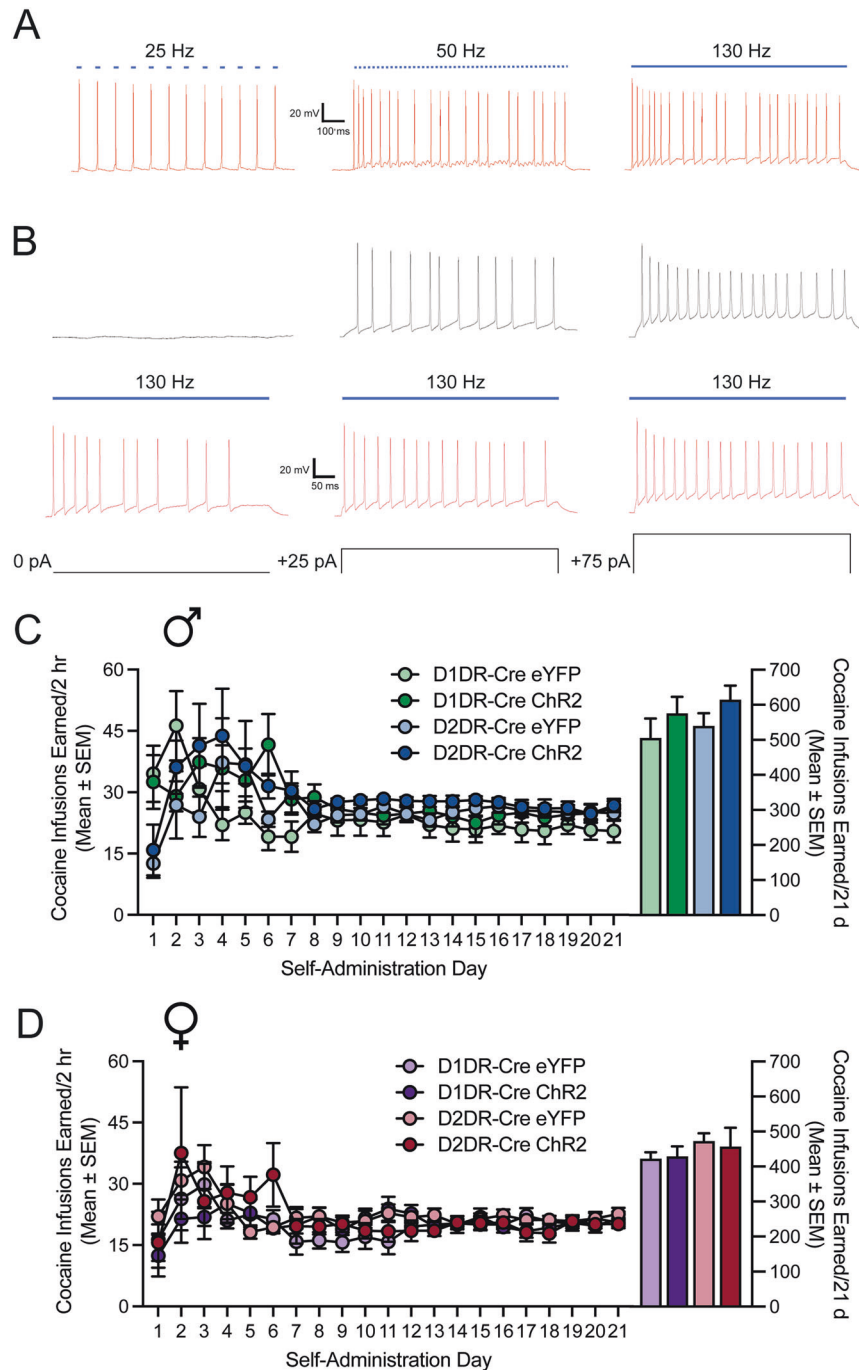 A
25 Hz
50 Hz
130 Hz
20 mV
100 ms
B
130 Hz
130 Hz
130 Hz
20 mV
50 ms
0 pA
+25 pA
+75 pA
C
♂
Cocaine Infusions Earned/2 hr
(Mean ± SEM)
60
45
30
15
0
D1DR-Cre eYFP
D1DR-Cre ChR2
D2DR-Cre eYFP
D2DR-Cre ChR2
1 2 3 4 5 6 7 8 9 10 11 12 13 14 15 16 17 18 19 20 21
Self-Administration Day
700
600
500
400
300
200
100
0
Cocaine Infusions Earned/21 d
(Mean ± SEM)
D
♀
Cocaine Infusions Earned/2 hr
(Mean ± SEM)
60
45
30
15
0
D1DR-Cre eYFP
D1DR-Cre ChR2
D2DR-Cre eYFP
D2DR-Cre ChR2
1 2 3 4 5 6 7 8 9 10 11 12 13 14 15 16 17 18 19 20 21
Self-Administration Day
700
600
500
400
300
200
100
0
Cocaine Infusions Earned/21 d
(Mean ± SEM)